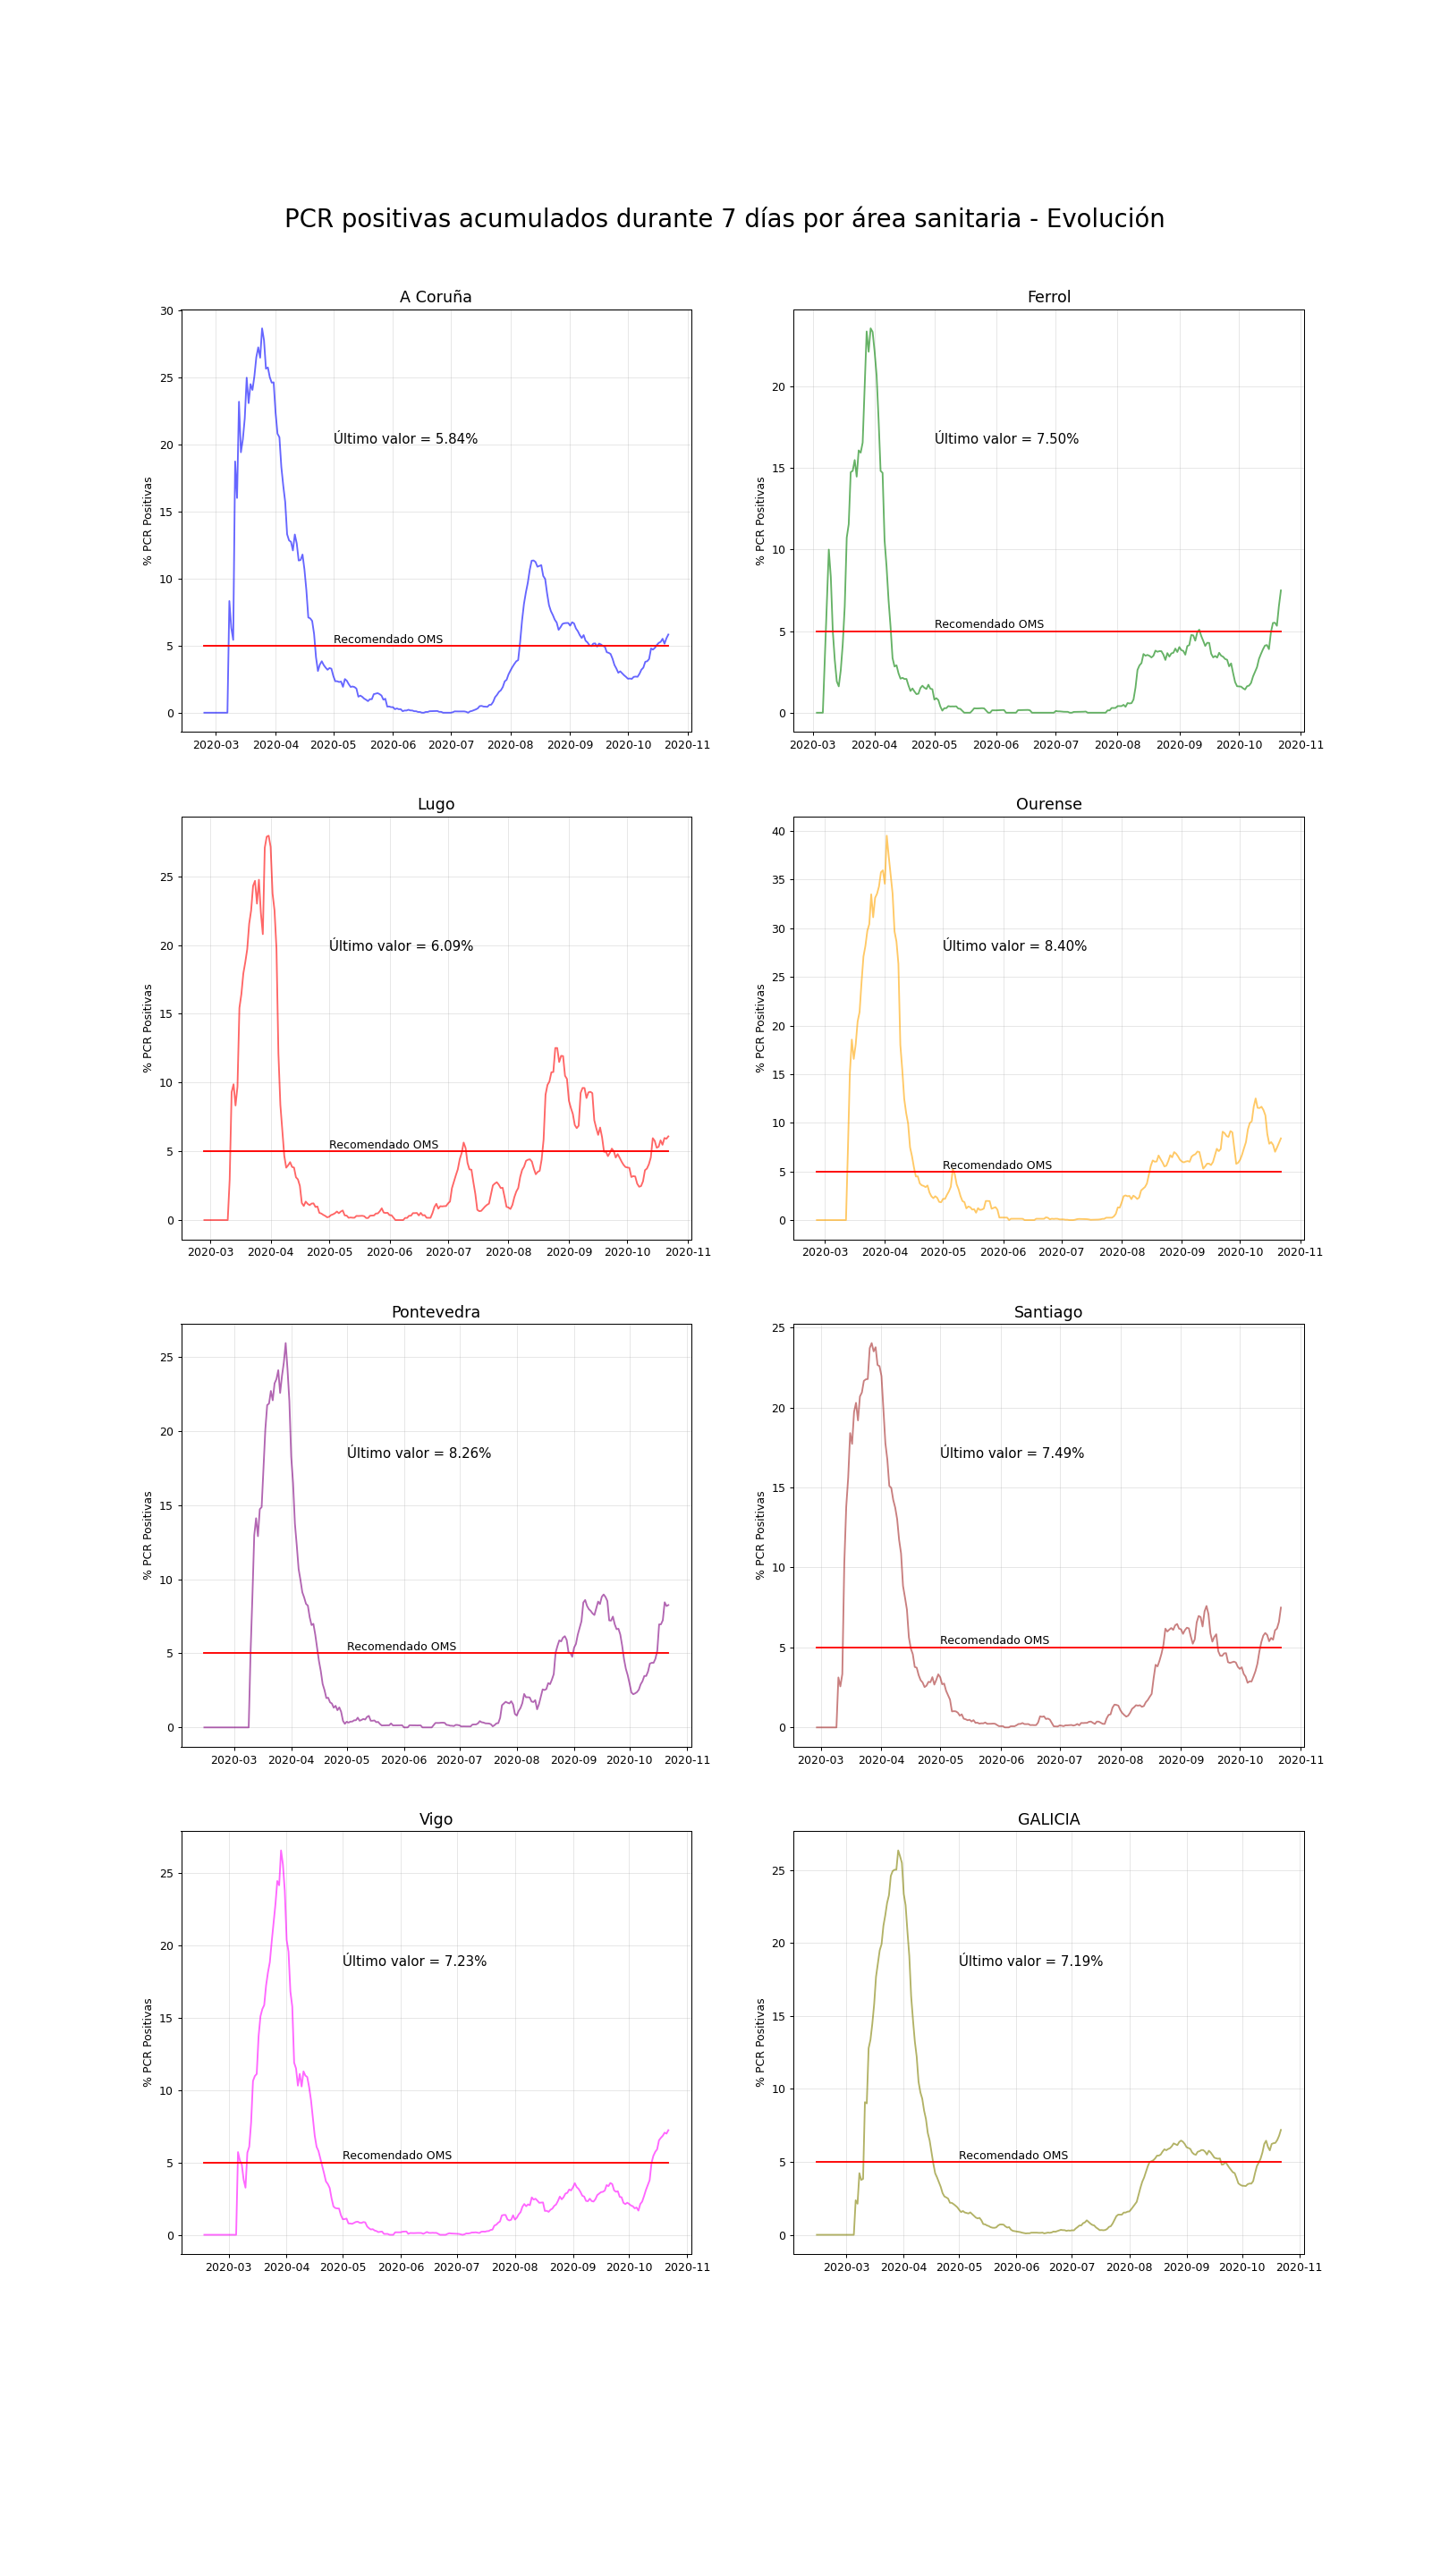 PCR positivas acumulados durante 7 días por área sanitaria - Evolución
A Coruña
% PCR Positivas
30
25
20
15
10
5
0
Último valor = 5.84%
Recomendado OMS
2020-03 2020-04 2020-05 2020-06 2020-07 2020-08 2020-09 2020-10 2020-11
Ferrol
% PCR Positivas
20
15
10
5
0
Último valor = 7.50%
Recomendado OMS
2020-03 2020-04 2020-05 2020-06 2020-07 2020-08 2020-09 2020-10 2020-11
Lugo
% PCR Positivas
25
20
15
10
5
0
Último valor = 6.09%
Recomendado OMS
2020-03 2020-04 2020-05 2020-06 2020-07 2020-08 2020-09 2020-10 2020-11
Ourense
% PCR Positivas
40
35
30
25
20
15
10
5
0
Último valor = 8.40%
Recomendado OMS
2020-03 2020-04 2020-05 2020-06 2020-07 2020-08 2020-09 2020-10 2020-11
Pontevedra
% PCR Positivas
25
20
15
10
5
0
Último valor = 8.26%
Recomendado OMS
2020-03 2020-04 2020-05 2020-06 2020-07 2020-08 2020-09 2020-10 2020-11
Santiago
% PCR Positivas
25
20
15
10
5
0
Último valor = 7.49%
Recomendado OMS
2020-03 2020-04 2020-05 2020-06 2020-07 2020-08 2020-09 2020-10 2020-11
Vigo
% PCR Positivas
25
20
15
10
5
0
Último valor = 7.23%
Recomendado OMS
2020-03 2020-04 2020-05 2020-06 2020-07 2020-08 2020-09 2020-10 2020-11
GALICIA
% PCR Positivas
25
20
15
10
5
0
Último valor = 7.19%
Recomendado OMS
2020-03 2020-04 2020-05 2020-06 2020-07 2020-08 2020-09 2020-10 2020-11